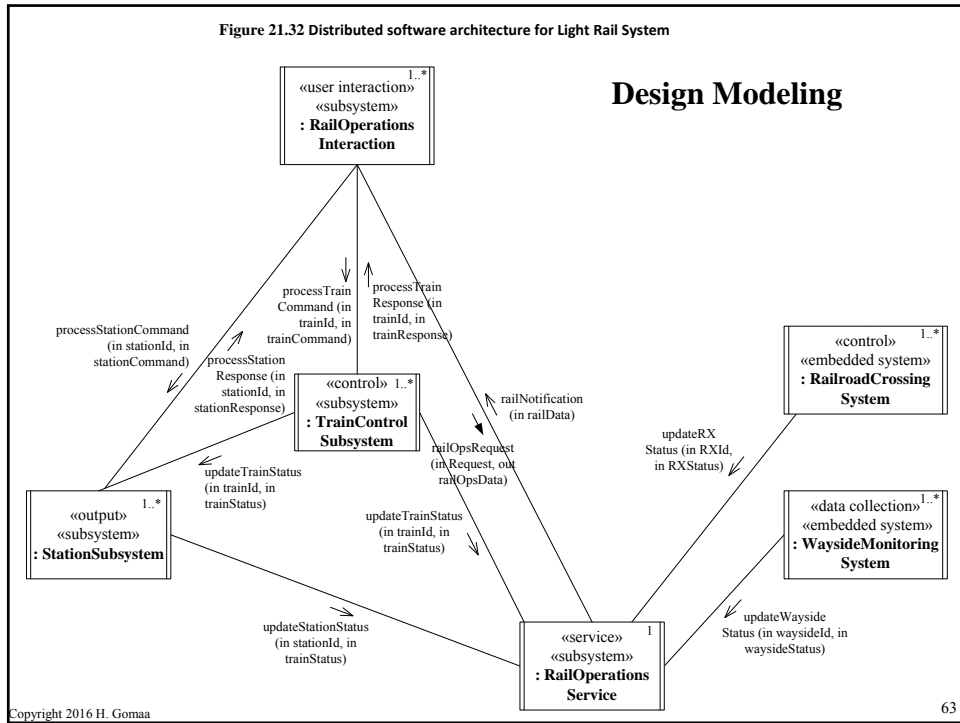 Figure 21.32 Distributed software architecture for Light Rail System
Design Modeling
1..*
«user interaction»
«subsystem»
: RailOperations
Interaction
processTrain
Command (in
trainId, in
trainCommand)
processTrain
Response (in
trainId, in
trainResponse)
processStationCommand
(in stationId, in
stationCommand)
processStation
Response (in
stationId, in
stationResponse)
«control» 1..*
«subsystem»
: TrainControl
Subsystem
railNotification
(in railData)
railOpsRequest
(in Request, out
railOpsData)
1..*
«control»
«embedded system»
: RailroadCrossing
System
updateRX
Status (in RXId,
in RXStatus)
updateTrainStatus
(in trainId, in
trainStatus)
«output» 1..*
«subsystem»
: StationSubsystem
updateTrainStatus
(in trainId, in
trainStatus)
«data collection» 1..*
«embedded system»
: WaysideMonitoring
System
updateStationStatus
(in stationId, in
trainStatus)
updateWayside
Status (in waysideId, in
waysideStatus)
«service» 1
«subsystem»
: RailOperations
Service
Copyright 2016 H. Gomaa
63